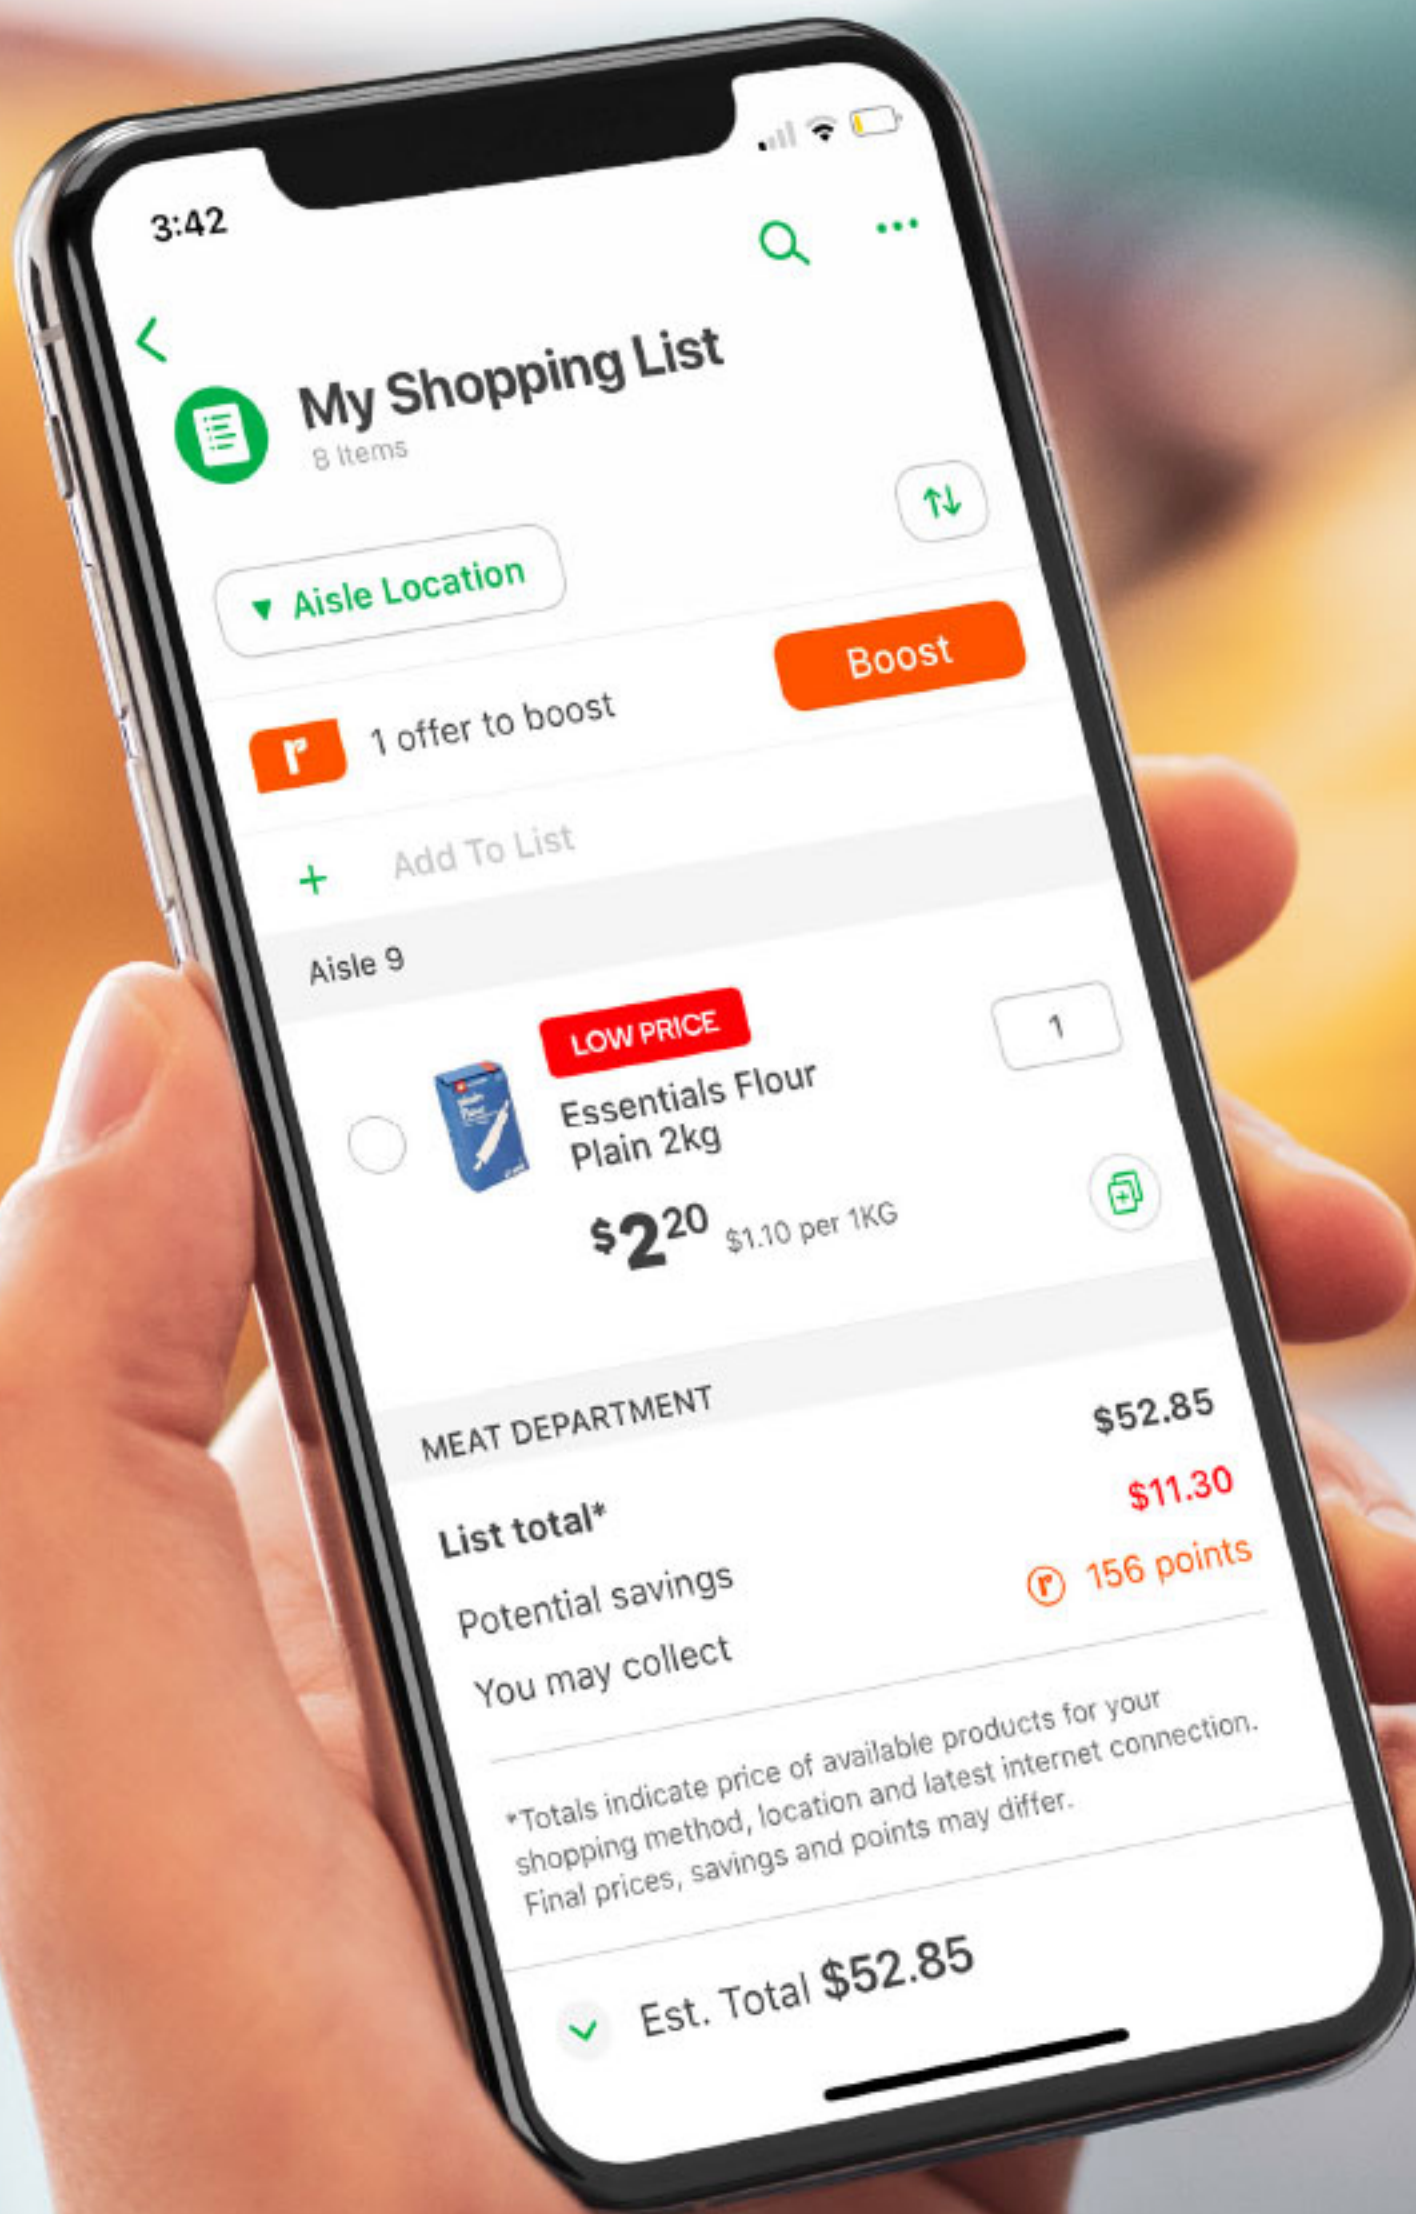 3:42
My Shopping List
8 Items
▼ Aisle Location
1 offer to boost
Boost
+ Add To List
Aisle 9
LOW PRICE
1
Essentials Flour
Plain 2kg
$2.20 $1.10 per 1KG
MEAT DEPARTMENT
List total* $52.85
Potential savings $11.30
You may collect 156 points
*Totals indicate price of available products for your
shopping method, location and latest internet connection.
Final prices, savings and points may differ.
Est. Total $52.85